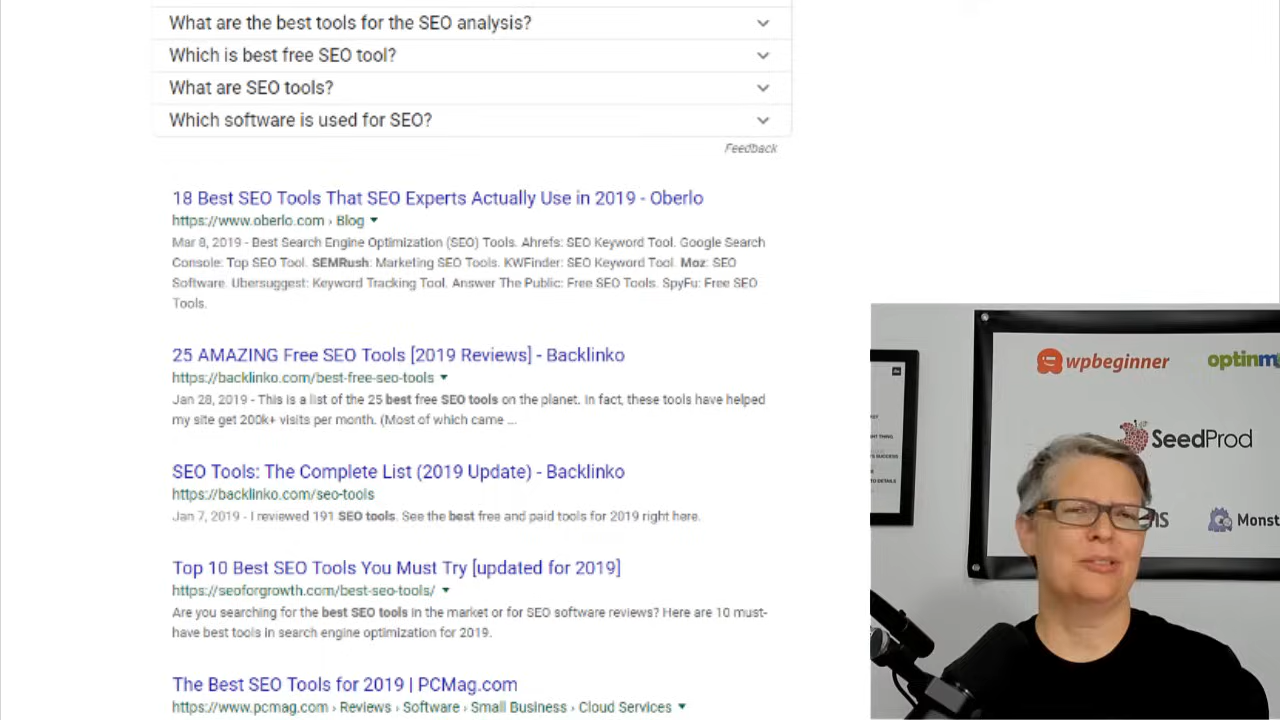 What are the best tools for the SEO analysis?
Which is best free SEO tool?
What are SEO tools?
Which software is used for SEO?
Feedback
18 Best SEO Tools That SEO Experts Actually Use in 2019 - Oberlo
https://www.oberlo.com › Blog
Mar 8, 2019 - Best Search Engine Optimization (SEO) Tools. Ahrefs: SEO Keyword Tool. Google Search
Console: Top SEO Tool. SEMRush: Marketing SEO Tools. KWFinder: SEO Keyword Tool. Moz: SEO
Software. Ubersuggest: Keyword Tracking Tool. Answer The Public: Free SEO Tools. SpyFu: Free SEO
Tools.
25 AMAZING Free SEO Tools [2019 Reviews] - Backlinko
https://backlinko.com/best-free-seo-tools
Jan 28, 2019 - This is a list of the 25 best free SEO tools on the planet. In fact, these tools have helped
my site get 200k+ visits per month. (Most of which came ...
SEO Tools: The Complete List (2019 Update) - Backlinko
https://backlinko.com/seo-tools
Jan 7, 2019 - I reviewed 191 SEO tools. See the best free and paid tools for 2019 right here.
Top 10 Best SEO Tools You Must Try [updated for 2019]
https://seoforgrowth.com/best-seo-tools/
Are you searching for the best SEO tools in the market or for SEO software reviews? Here are 10 must-
have best tools in search engine optimization for 2019.
The Best SEO Tools for 2019 | PCMag.com
https://www.pcmag.com › Reviews › Software › Small Business › Cloud Services
wpbeginner
optinm
SeedProd
ns
Monst